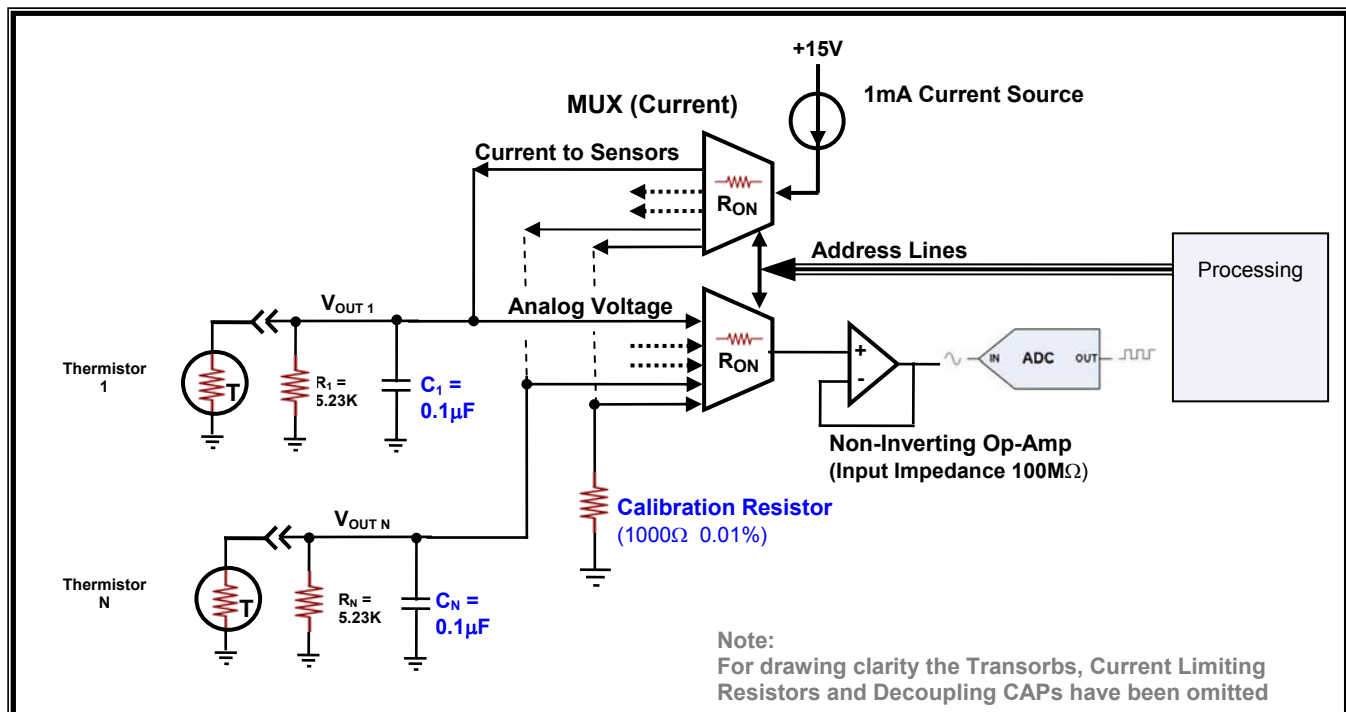 +15V
1mA Current Source
MUX (Current)
Current to Sensors
RON
Address Lines
Processing
VOUT 1
Analog Voltage
RON
+
-
IN
ADC
OUT
Thermistor
1
T
R1 =
5.23K
C1 =
0.1µF
Non-Inverting Op-Amp
(Input Impedance 100MΩ)
Calibration Resistor
(1000Ω 0.01%)
VOUT N
Thermistor
N
T
RN =
5.23K
CN =
0.1µF
Note:
For drawing clarity the Transorbs, Current Limiting
Resistors and Decoupling CAPs have been omitted